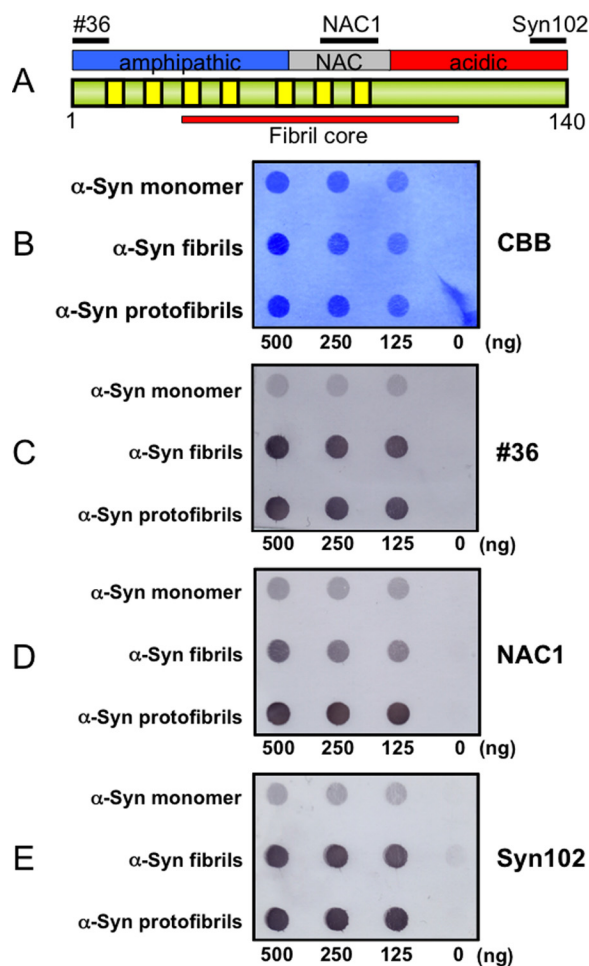 #36 NAC1 Syn102
A amphipathic NAC acidic
1 140
Fibril core
B
α-Syn monomer
α-Syn fibrils CBB
α-Syn protofibrils
500 250 125 0 (ng)
α-Syn monomer
C α-Syn fibrils #36
α-Syn protofibrils
500 250 125 0 (ng)
α-Syn monomer
D α-Syn fibrils NAC1
α-Syn protofibrils
500 250 125 0 (ng)
α-Syn monomer
E α-Syn fibrils Syn102
α-Syn protofibrils
500 250 125 0 (ng)